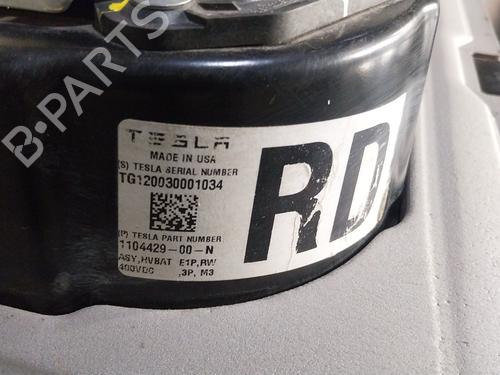 B-PARTS
TESLA
MADE IN USA
(S) TESLA SERIAL NUMBER
TG120030001034
(P) TESLA PART NUMBER
1104429-00-N
ASY,HVBAT E1P,RW
400VDC ,3P, M3
RD